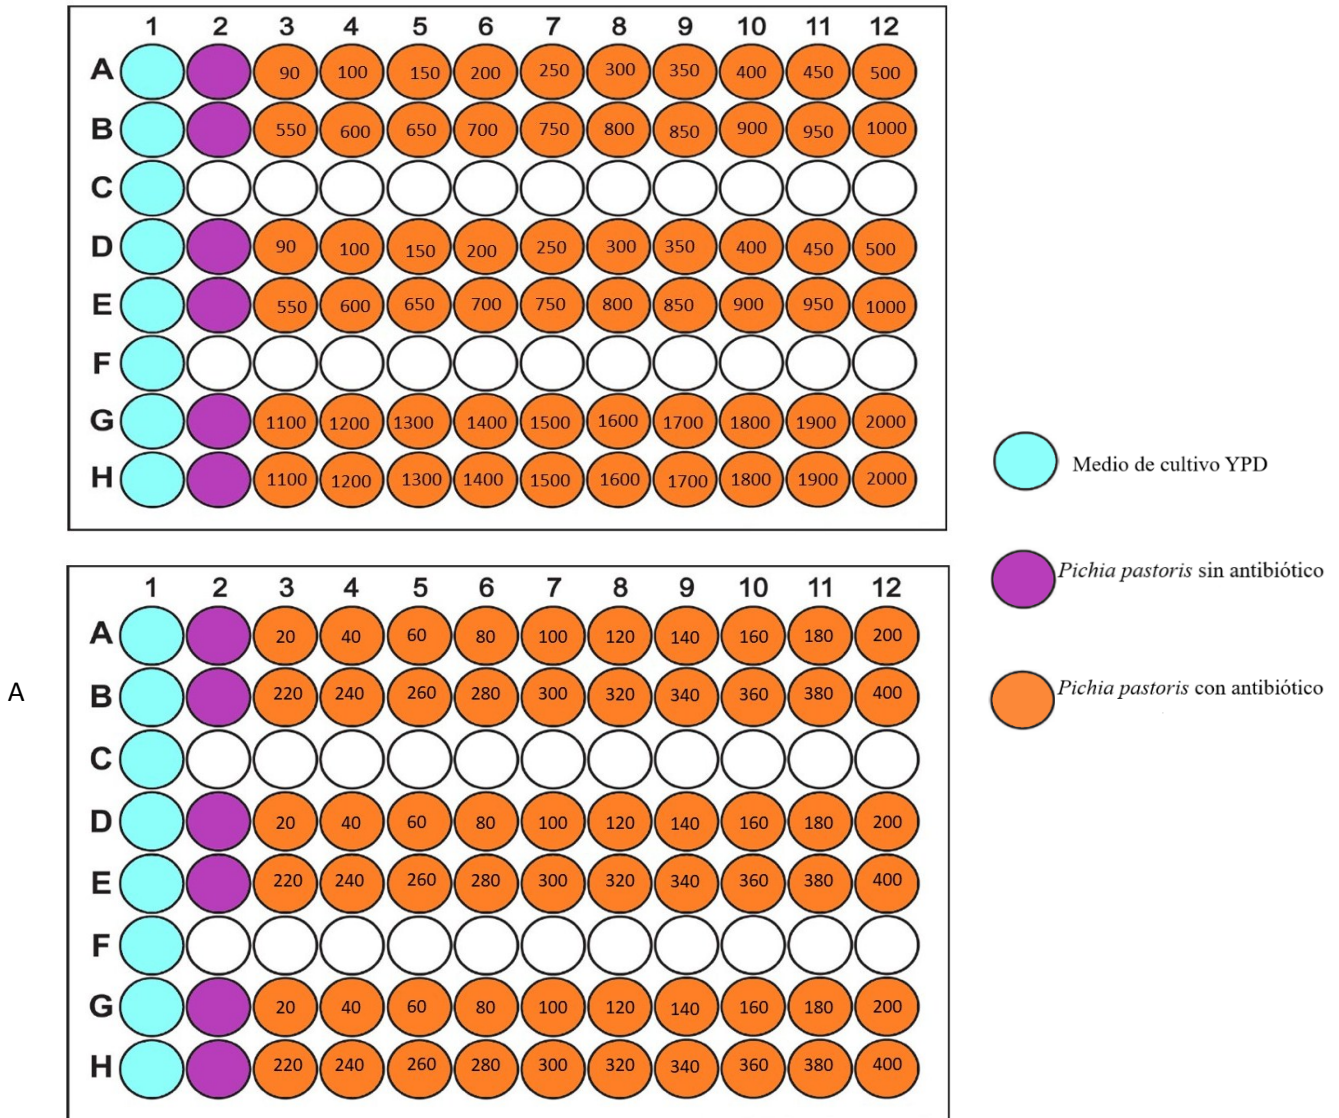 1 2 3 4 5 6 7 8 9 10 11 12
A 90 100 150 200 250 300 350 400 450 500
B 550 600 650 700 750 800 850 900 950 1000
C
D 90 100 150 200 250 300 350 400 450 500
E 550 600 650 700 750 800 850 900 950 1000
F
G 1100 1200 1300 1400 1500 1600 1700 1800 1900 2000
H 1100 1200 1300 1400 1500 1600 1700 1800 1900 2000
Medio de cultivo YPD
Pichia pastoris sin antibiótico
Pichia pastoris con antibiótico
A
1 2 3 4 5 6 7 8 9 10 11 12
A 20 40 60 80 100 120 140 160 180 200
B 220 240 260 280 300 320 340 360 380 400
C
D 20 40 60 80 100 120 140 160 180 200
E 220 240 260 280 300 320 340 360 380 400
F
G 20 40 60 80 100 120 140 160 180 200
H 220 240 260 280 300 320 340 360 380 400